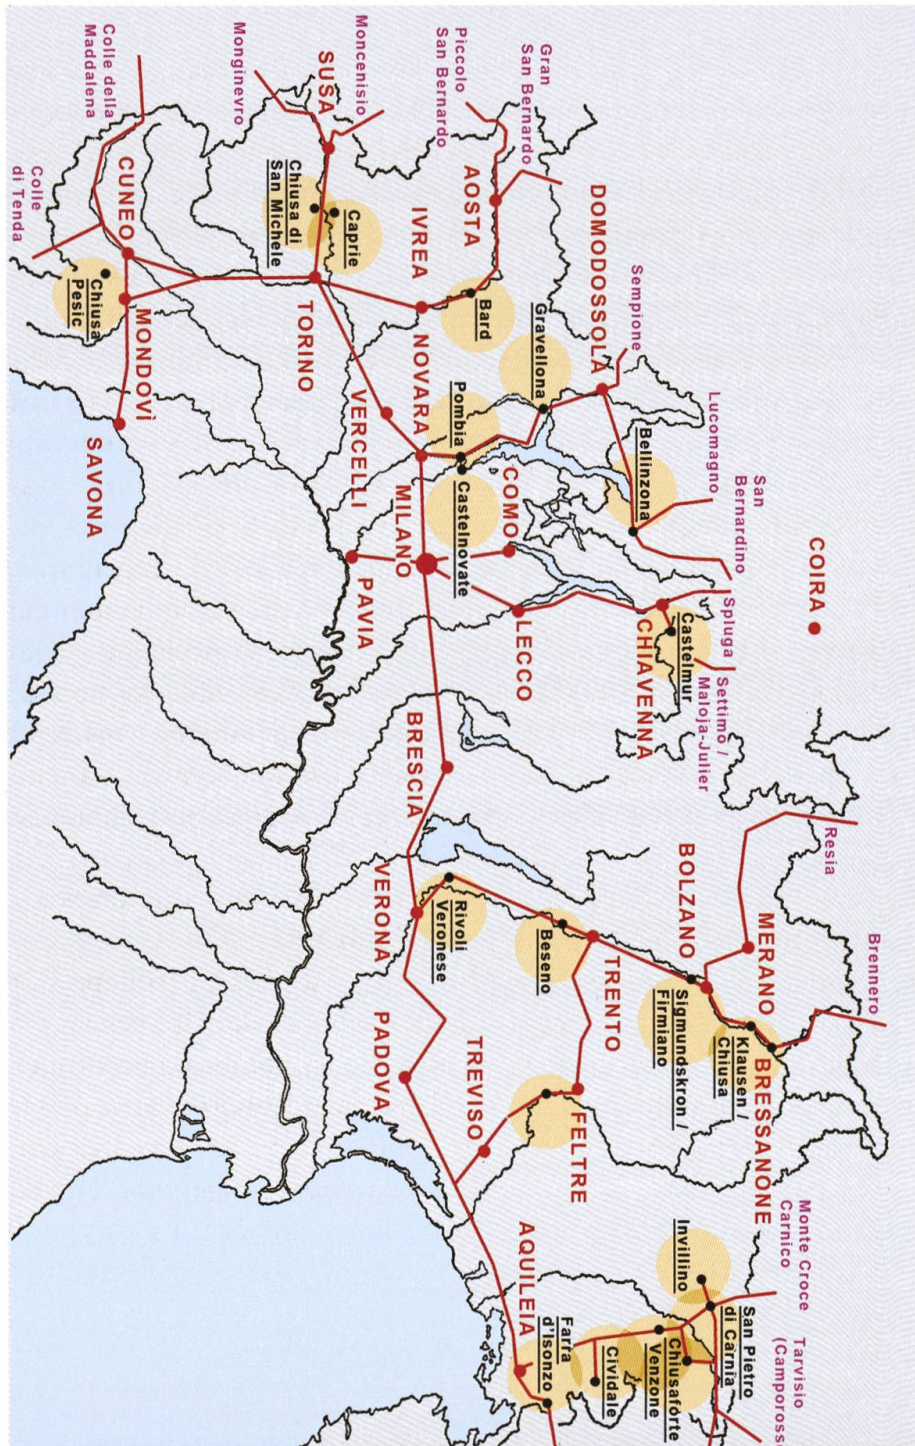 Colle della
Maddalena
Colle
di Tenda
Monginevro
Moncenisio
SUSA
Piccolo
San Bernardo
Gran
San Bernardo
CUNEO
Chiusa di
San Michele
Caprie
AOSTA
IVREA
DOMODOSSOLA
Sempione
Chiusa
Pesic
MONDOVÌ
TORINO
Bard
Gravellona
NOVARA
Pombia
VERCELLI
SAVONA
Bellinzona
Lucomagno
San
Bernardino
COIRA
Castelnovate
COMO
MILANO
PAVIA
LECCO
CHIAVENNA
Castelmur
Spluga
Settimo /
Maloja-Julier
BRESCIA
Resia
BOLZANO
MERANO
Brennero
VERONA
Rivoli
Veronese
Beseno
TRENTO
Sigmundskron /
Firmiano
Klausen /
Chiusa
BRESSANONE
PADOVA
TREVISO
FELTRE
Monte Croce
Carnico
Invillino
AQUILEIA
Farra
d'Isonzo
Cividale
Venzone
Chiusaforte
San Pietro
di Carnia
Tarvisio
(Campoross